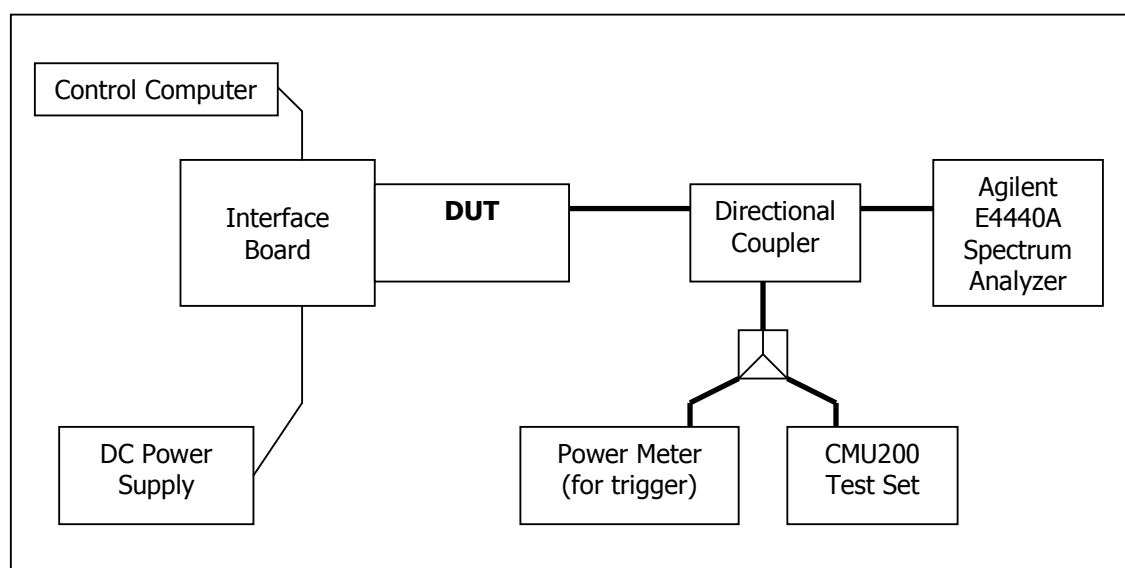 Control Computer
Interface
Board
DUT
Directional
Coupler
Agilent
E4440A
Spectrum
Analyzer
DC Power
Supply
Power Meter
(for trigger)
CMU200
Test Set